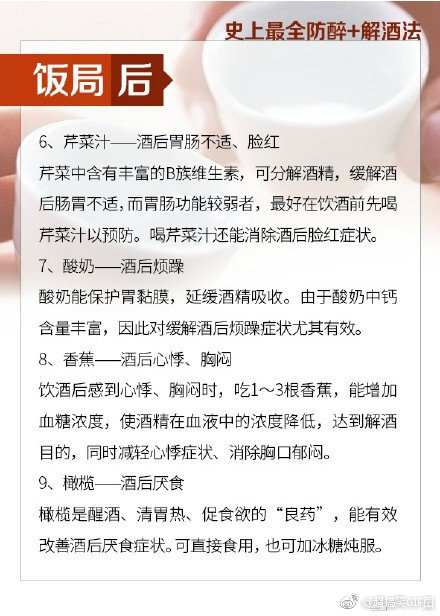 史上最全防醉+解酒法
饭局 后
6、芹菜汁——酒后胃肠不适、脸红
芹菜中含有丰富的B族维生素，可分解酒精，缓解酒
后肠胃不适，而胃肠功能较弱者，最好在饮酒前先喝
芹菜汁以预防。喝芹菜汁还能消除酒后脸红症状。
7、酸奶——酒后烦躁
酸奶能保护胃黏膜，延缓酒精吸收。由于酸奶中钙
含量丰富，因此对缓解酒后烦躁症状尤其有效。
8、香蕉——酒后心悸、胸闷
饮酒后感到心悸、胸闷时，吃1～3根香蕉，能增加
血糖浓度，使酒精在血液中的浓度降低，达到解酒
目的，同时减轻心悸症状、消除胸口郁闷。
9、橄榄——酒后厌食
橄榄是醒酒、清胃热、促食欲的“良药”，能有效
改善酒后厌食症状。可直接食用，也可加冰糖炖服。